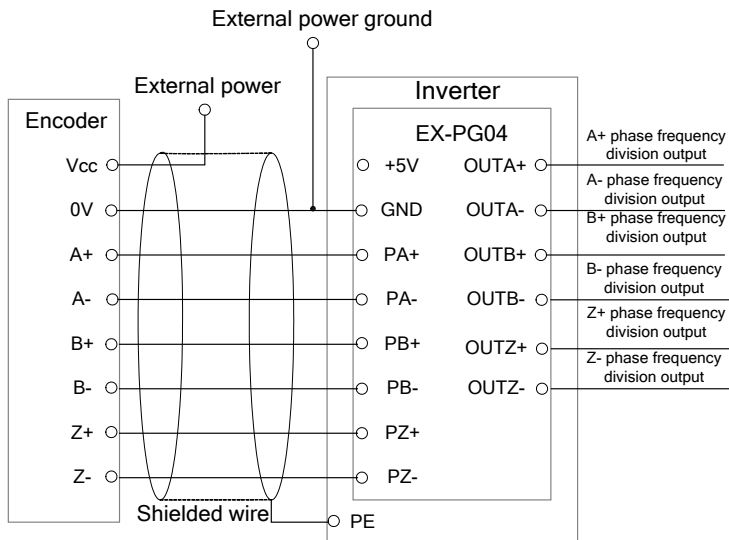 External power ground
External power
Inverter
Encoder
EX-PG04
Vcc
+5V
OUTA+
A+ phase frequency
division output
0V
GND
OUTA-
A- phase frequency
division output
A+
PA+
OUTB+
B+ phase frequency
division output
A-
PA-
OUTB-
B- phase frequency
division output
B+
PB+
OUTZ+
Z+ phase frequency
division output
B-
PB-
OUTZ-
Z- phase frequency
division output
Z+
PZ+
Z-
PZ-
Shielded wire
PE